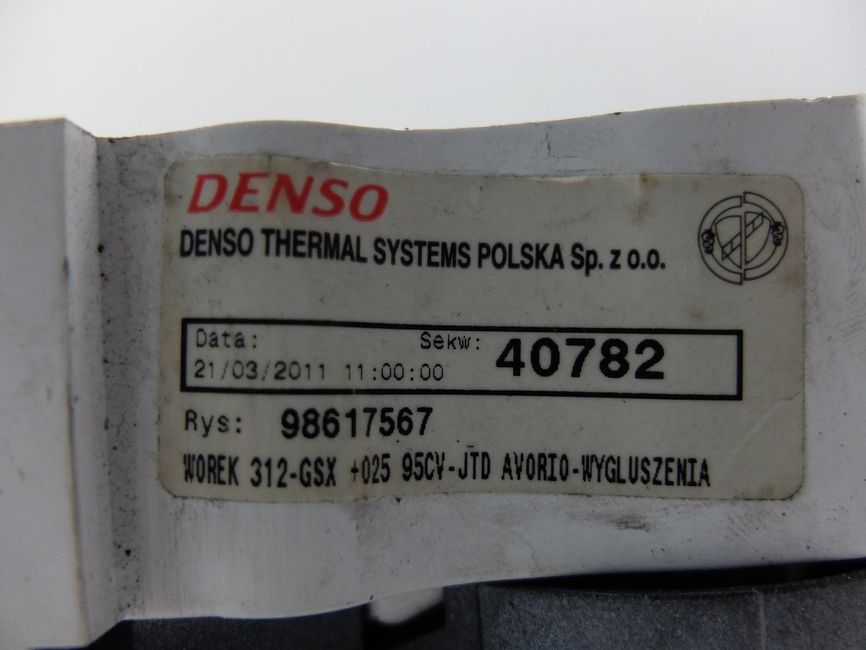 DENSO
DENSO THERMAL SYSTEMS POLSKA Sp. z o.o.
Data: Sekw: 40782
21/03/2011 11:00:00
Rys: 98617567
WOREK 312-GSX +025 95CV-JTD AVORIO-WYGLUSZENIA